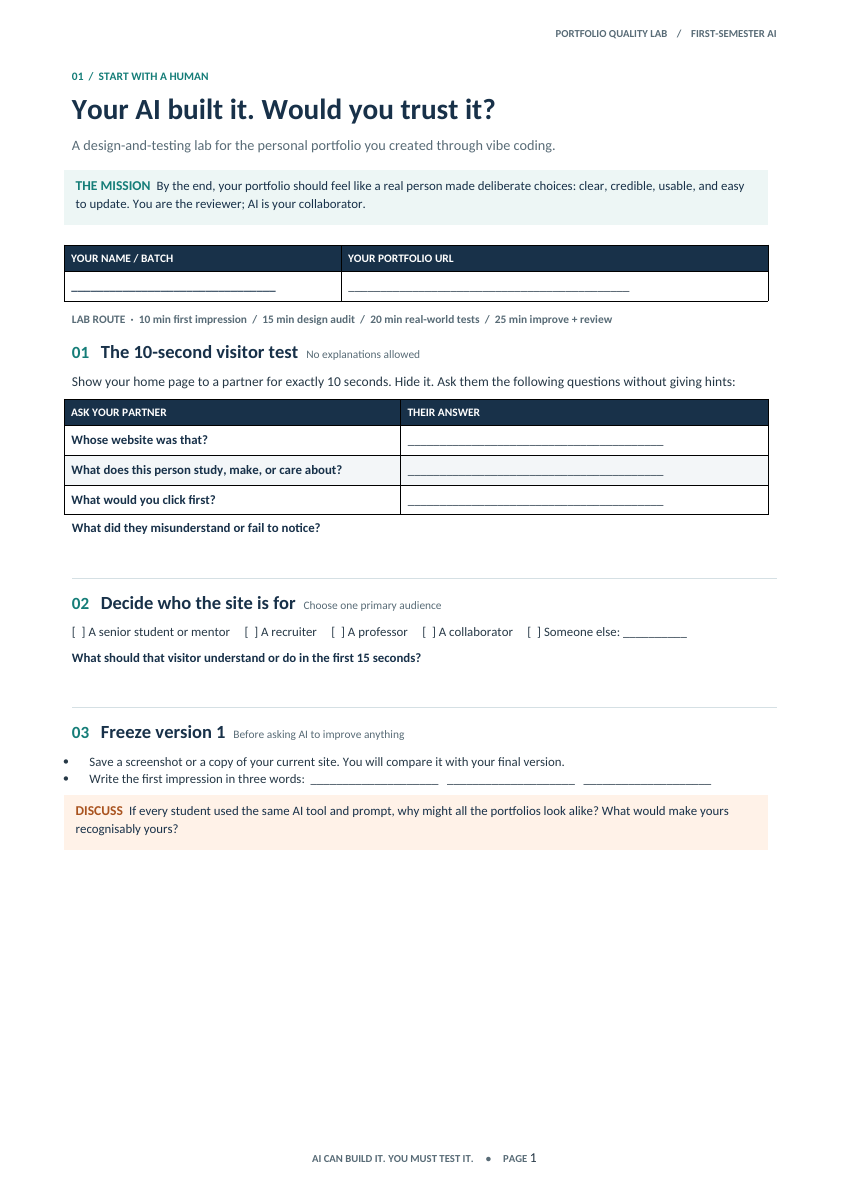 PORTFOLIO QUALITY LAB / FIRST-SEMESTER AI
01 / START WITH A HUMAN
Your AI built it. Would you trust it?
A design-and-testing lab for the personal portfolio you created through vibe coding.
THE MISSION By the end, your portfolio should feel like a real person made deliberate choices: clear, credible, usable, and easy
to update. You are the reviewer; AI is your collaborator.
YOUR NAME / BATCH YOUR PORTFOLIO URL
________________________________ ____________________________________________
LAB ROUTE · 10 min first impression / 15 min design audit / 20 min real-world tests / 25 min improve + review
01 The 10-second visitor test No explanations allowed
Show your home page to a partner for exactly 10 seconds. Hide it. Ask them the following questions without giving hints:
ASK YOUR PARTNER THEIR ANSWER
Whose website was that? ________________________________________
What does this person study, make, or care about? ________________________________________
What would you click first? ________________________________________
What did they misunderstand or fail to notice?
02 Decide who the site is for Choose one primary audience
[ ] A senior student or mentor [ ] A recruiter [ ] A professor [ ] A collaborator [ ] Someone else: __________
What should that visitor understand or do in the first 15 seconds?
03 Freeze version 1 Before asking AI to improve anything
• Save a screenshot or a copy of your current site. You will compare it with your final version.
• Write the first impression in three words: ____________________ ____________________ ____________________
DISCUSS If every student used the same AI tool and prompt, why might all the portfolios look alike? What would make yours
recognisably yours?
AI CAN BUILD IT. YOU MUST TEST IT. • PAGE 1